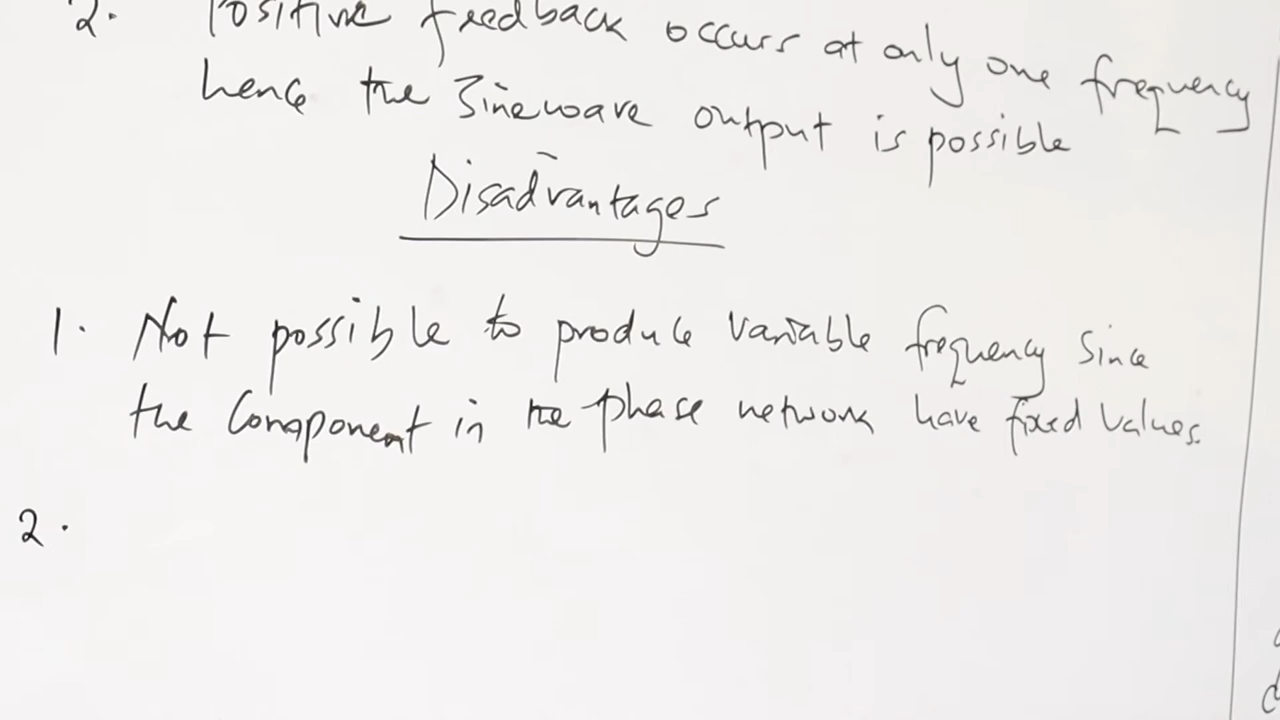 2. Positive feedback occurs at only one frequency
hence the Sinewave output is possible
Disadvantages
1. Not possible to produce variable frequency Since
the Component in the phase network have fixed values.
2.